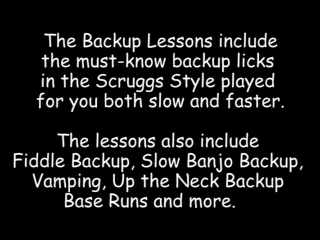 The Backup Lessons include
the must-know backup licks
in the Scruggs Style played
for you both slow and faster.
The lessons also include
Fiddle Backup, Slow Banjo Backup,
Vamping, Up the Neck Backup
Base Runs and more.